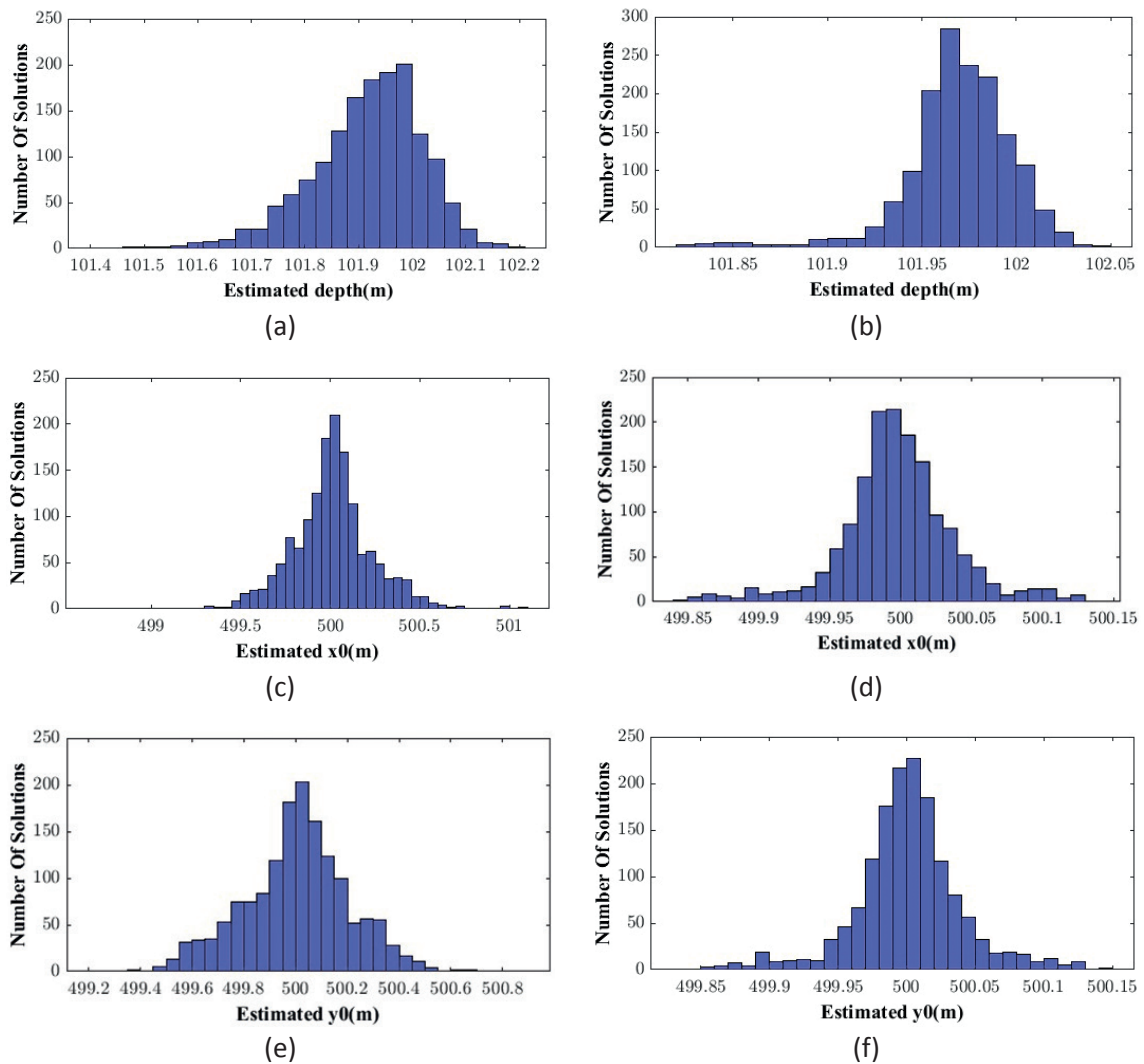 250
200
150
100
50
0
Number Of Solutions
101.4 101.5 101.6 101.7 101.8 101.9 102 102.1 102.2
Estimated depth(m)
(a)
300
250
200
150
100
50
0
Number Of Solutions
101.85 101.9 101.95 102 102.05
Estimated depth(m)
(b)
250
200
150
100
50
0
Number Of Solutions
499 499.5 500 500.5 501
Estimated x0(m)
(c)
250
200
150
100
50
0
Number Of Solutions
499.85 499.9 499.95 500 500.05 500.1 500.15
Estimated x0(m)
(d)
250
200
150
100
50
0
Number Of Solutions
499.2 499.4 499.6 499.8 500 500.2 500.4 500.6 500.8
Estimated y0(m)
(e)
250
200
150
100
50
0
Number Of Solutions
499.85 499.9 499.95 500 500.05 500.1 500.15
Estimated y0(m)
(f)